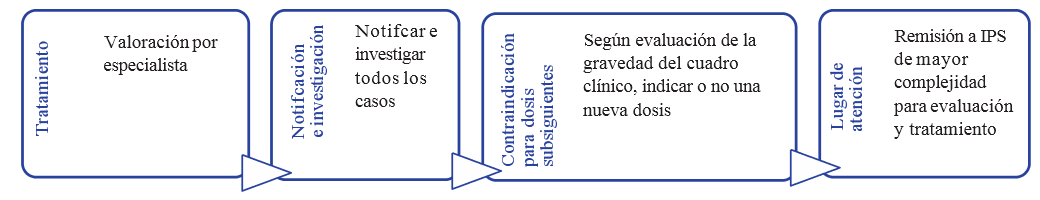 Tratamiento
Valoración por
especialista
Notifcación
e investigación
Notifcar e
investigar
todos los
casos
Contraindicación
para dosis
subsiguientes
Según evaluación de la
gravedad del cuadro
clínico, indicar o no una
nueva dosis
Lugar de
atención
Remisión a IPS
de mayor
complejidad
para evaluación
y tratamiento